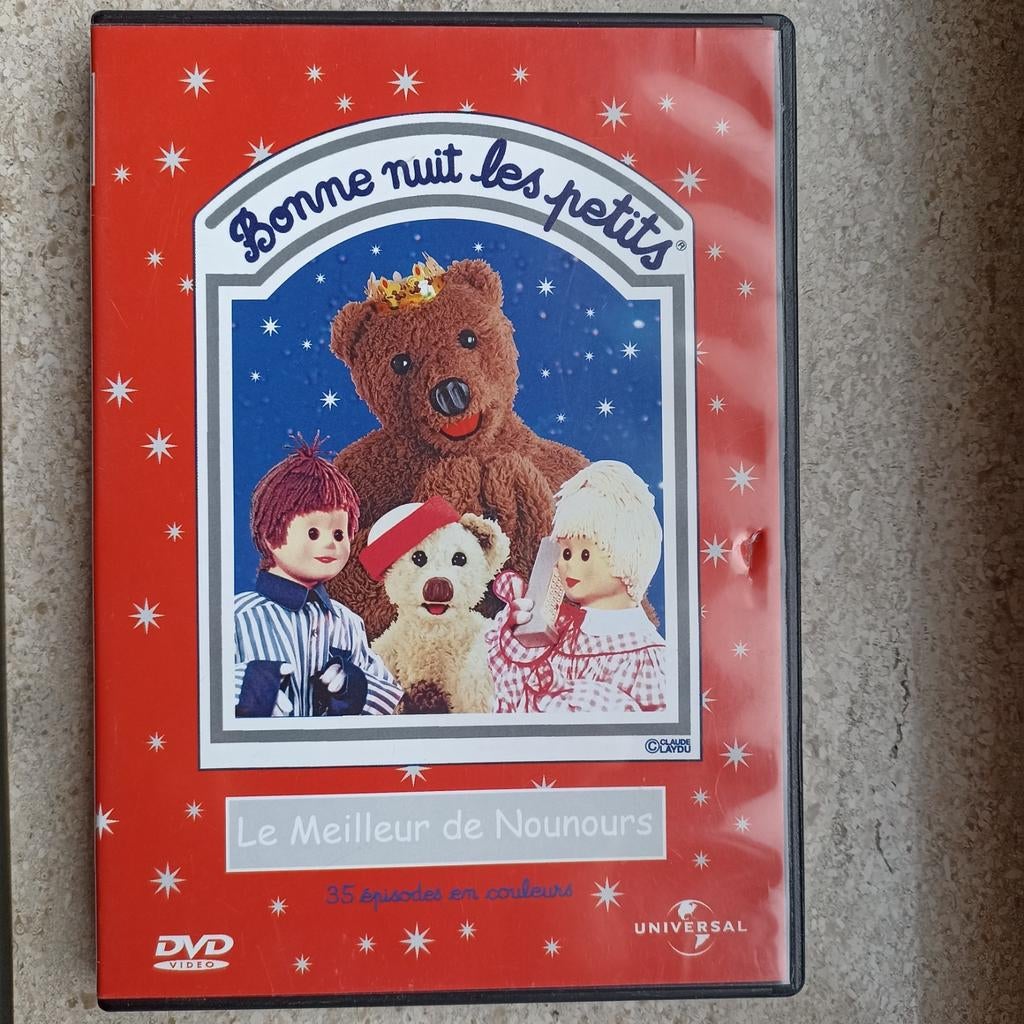 Bonne nuit les petits®
© CLAUDE
LAYDU
Le Meilleur de Nounours
35 épisodes en couleurs
DVD
VIDEO
UNIVERSAL